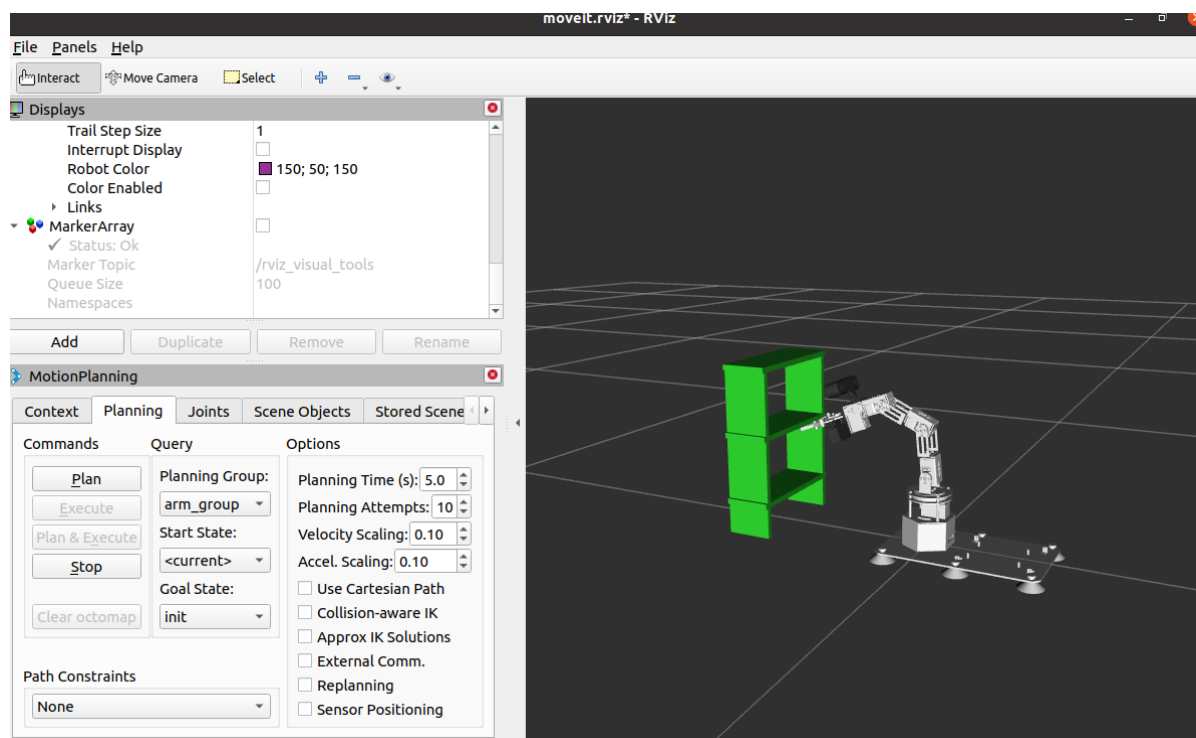 moveit.rviz* - RViz
File Panels Help
Interact Move Camera Select
Displays
Trail Step Size 1
Interrupt Display
Robot Color 150; 50; 150
Color Enabled
Links
MarkerArray
Status: Ok
Marker Topic /rviz_visual_tools
Queue Size 100
Namespaces
Add Duplicate Remove Rename
MotionPlanning
Context Planning Joints Scene Objects Stored Scene
Commands Query Options
Plan Planning Group: Planning Time (s): 5.0
Execute arm_group Planning Attempts: 10
Plan & Execute Start State: Velocity Scaling: 0.10
Stop <current> Accel. Scaling: 0.10
Goal State: Use Cartesian Path
Clear octomap init Collision-aware IK
Approx IK Solutions
External Comm.
Path Constraints Replanning
None Sensor Positioning